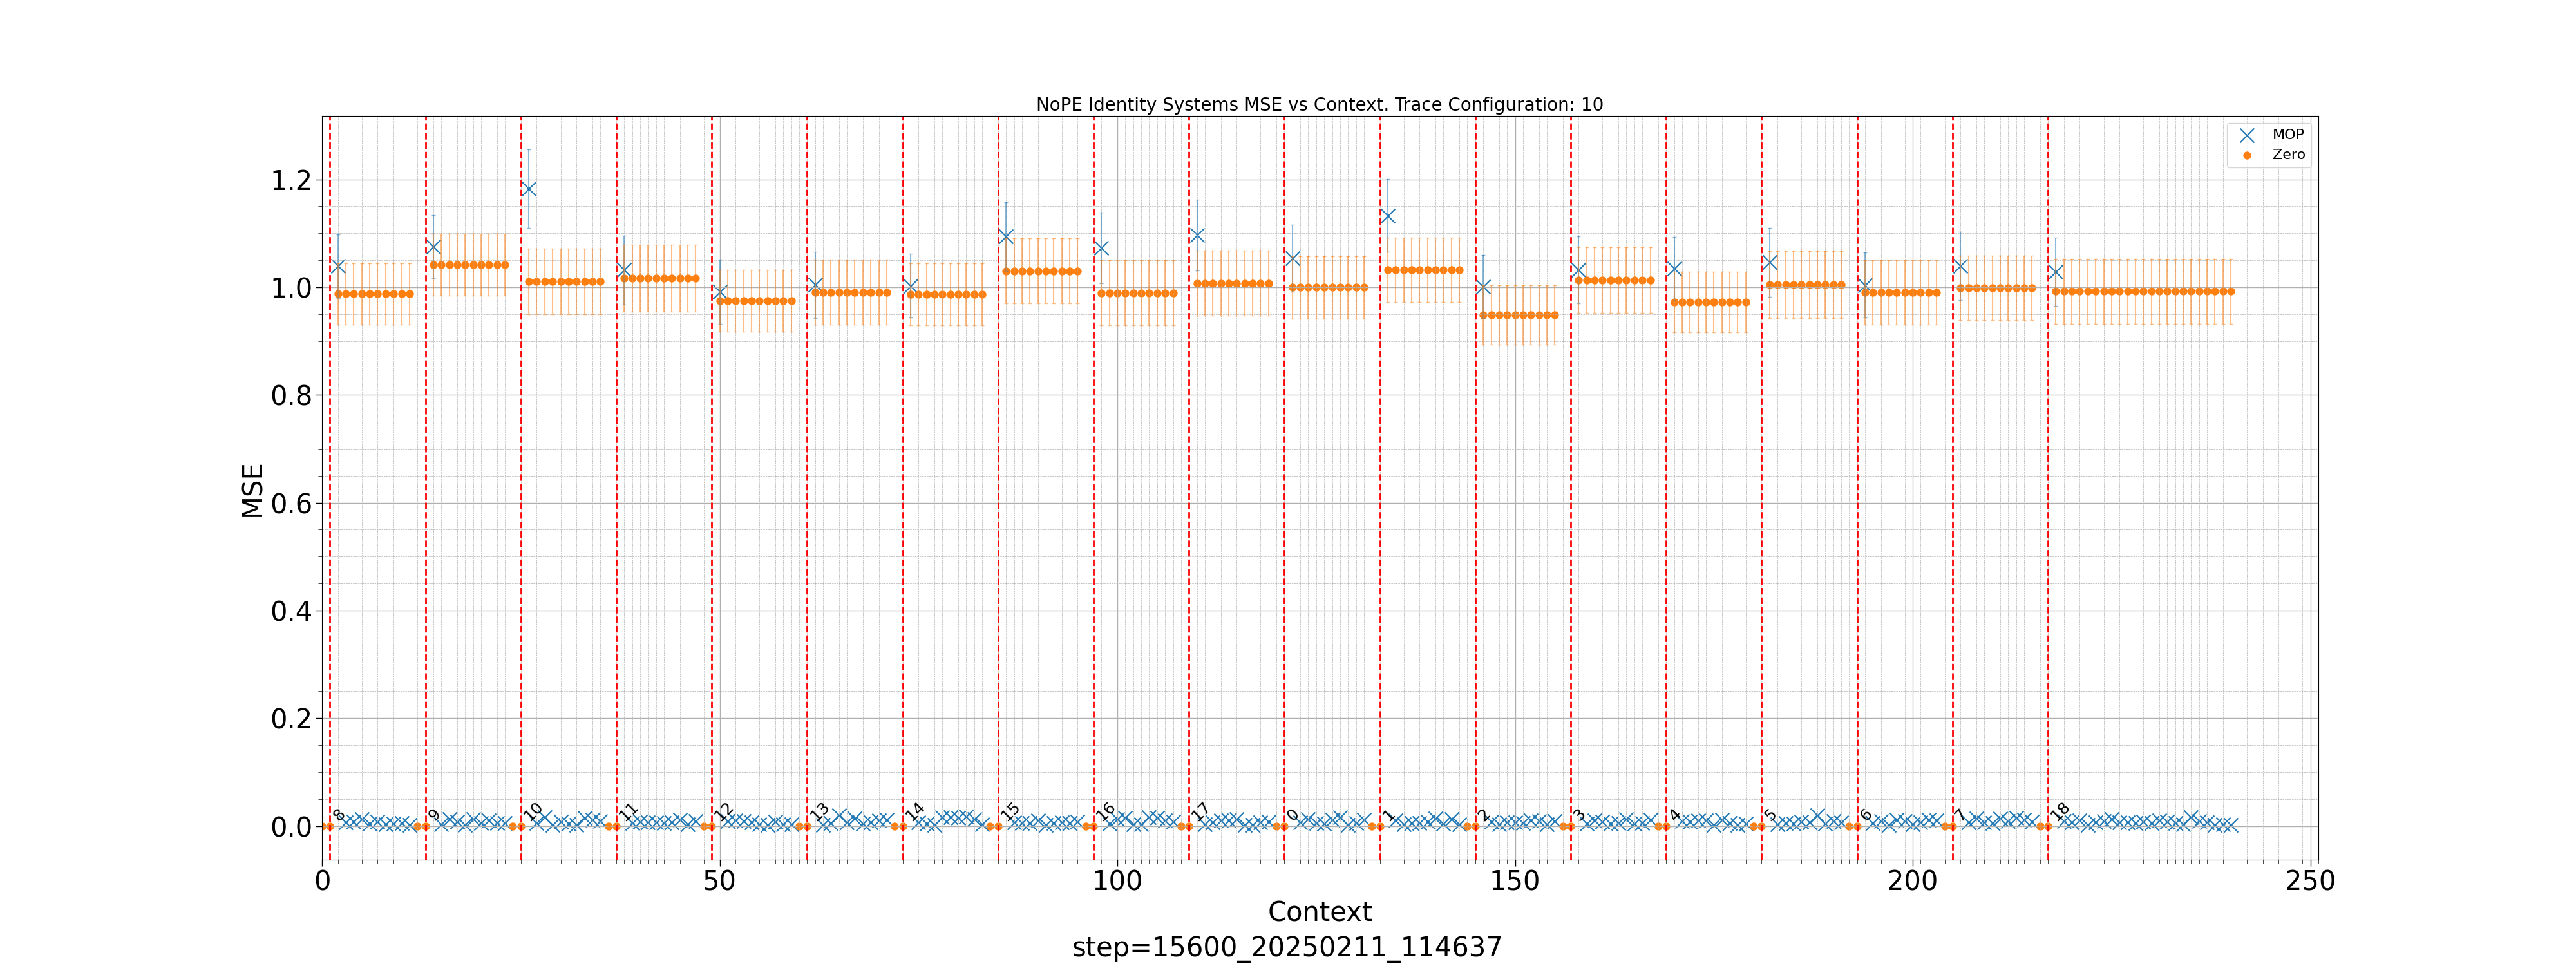 NoPE Identity Systems MSE vs Context. Trace Configuration: 10
MOP
Zero
MSE
1.2
1.0
0.8
0.6
0.4
0.2
0.0
8 9 10 11 12 13 14 15 16 17 0 1 2 3 4 5 6 7 18
0 50 100 150 200 250
Context
step=15600_20250211_114637